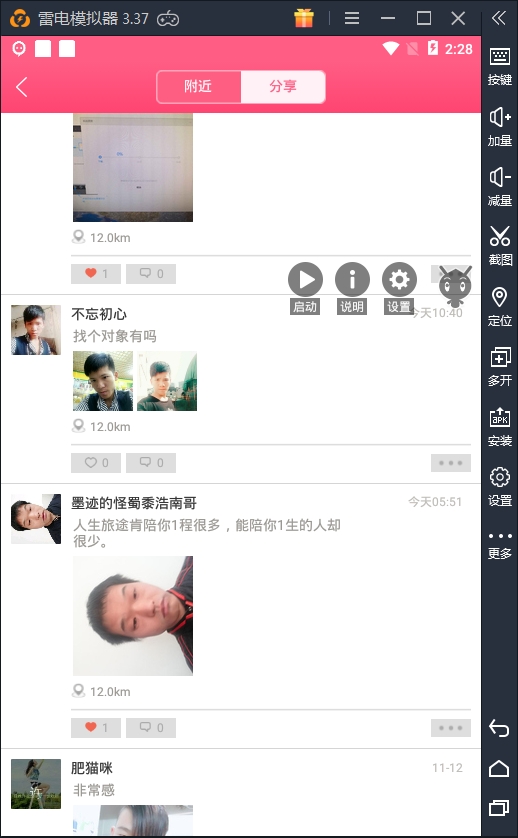 雷电模拟器 3.37
2:28
附近
分享
12.0km
1
0
启动
说明
设置
不忘初心
今天10:40
找个对象有吗
12.0km
0
0
墨迹的怪蜀黍浩南哥
今天05:51
人生旅途肯陪你1程很多，能陪你1生的人却
很少。
12.0km
1
0
肥猫咪
11-12
非常感
按键
加量
减量
截图
定位
多开
APK
安装
设置
更多